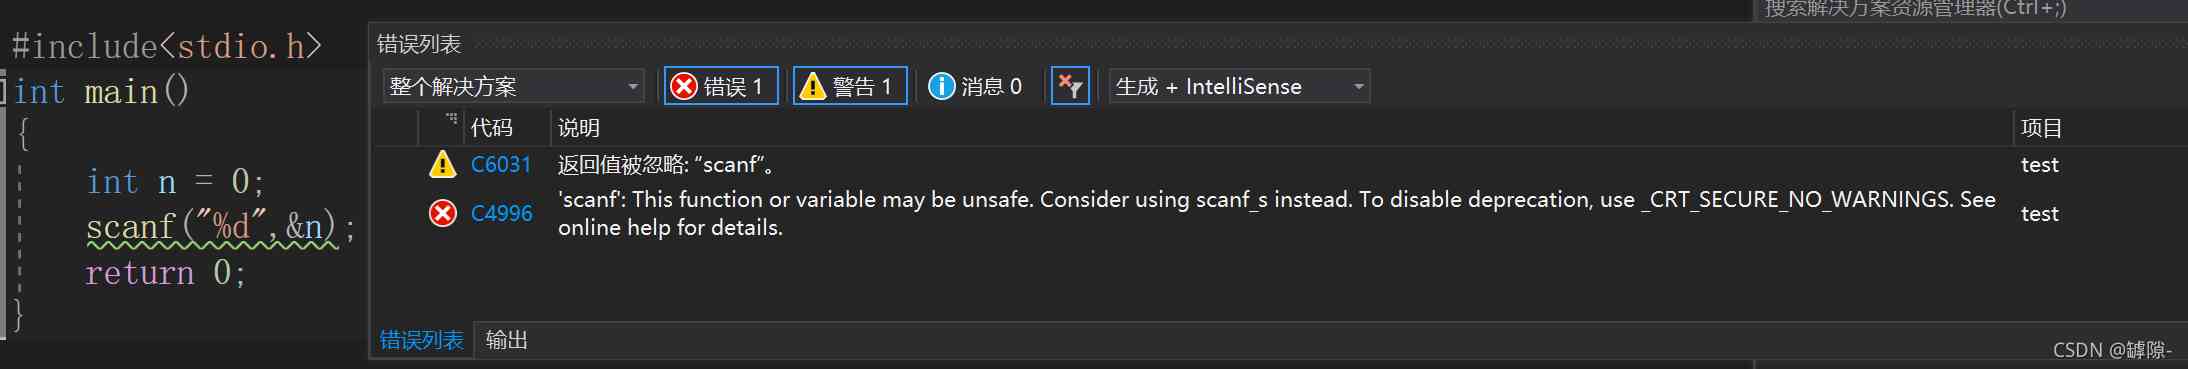 搜索解决方案资源管理器(Ctrl+;)
#include<stdio.h>
int main()
{
int n = 0;
scanf("%d",&n);
return 0;
}
错误列表
整个解决方案 错误 1 警告 1 消息 0 生成 + IntelliSense
代码 说明 项目
C6031 返回值被忽略: “scanf”。 test
C4996 'scanf': This function or variable may be unsafe. Consider using scanf_s instead. To disable deprecation, use _CRT_SECURE_NO_WARNINGS. See test
online help for details.
错误列表 输出
CSDN @罅隙-